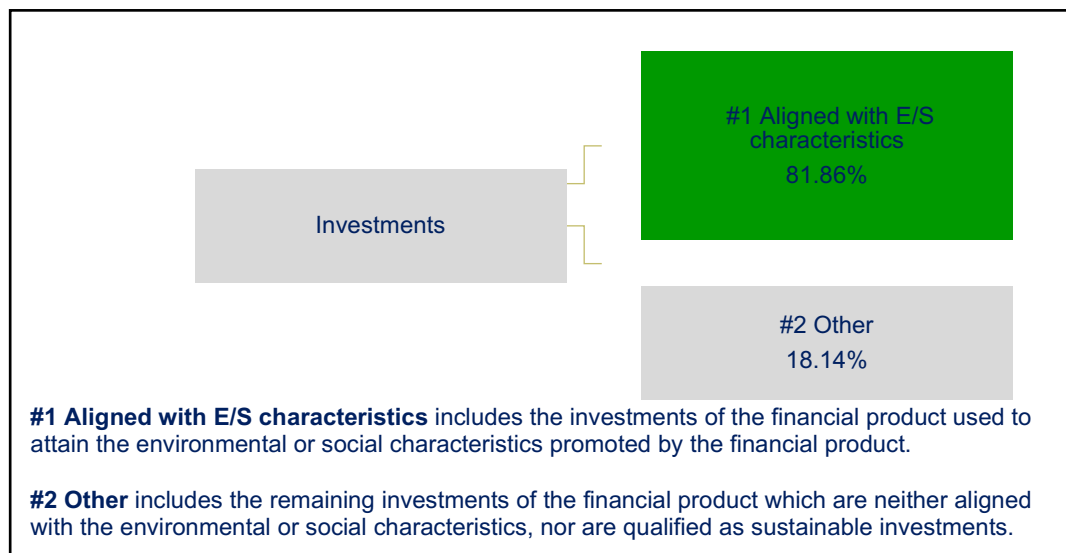 #1 Aligned with E/S
characteristics
81.86%
Investments
#2 Other
18.14%
#1 Aligned with E/S characteristics includes the investments of the financial product used to
attain the environmental or social characteristics promoted by the financial product.
#2 Other includes the remaining investments of the financial product which are neither aligned
with the environmental or social characteristics, nor are qualified as sustainable investments.